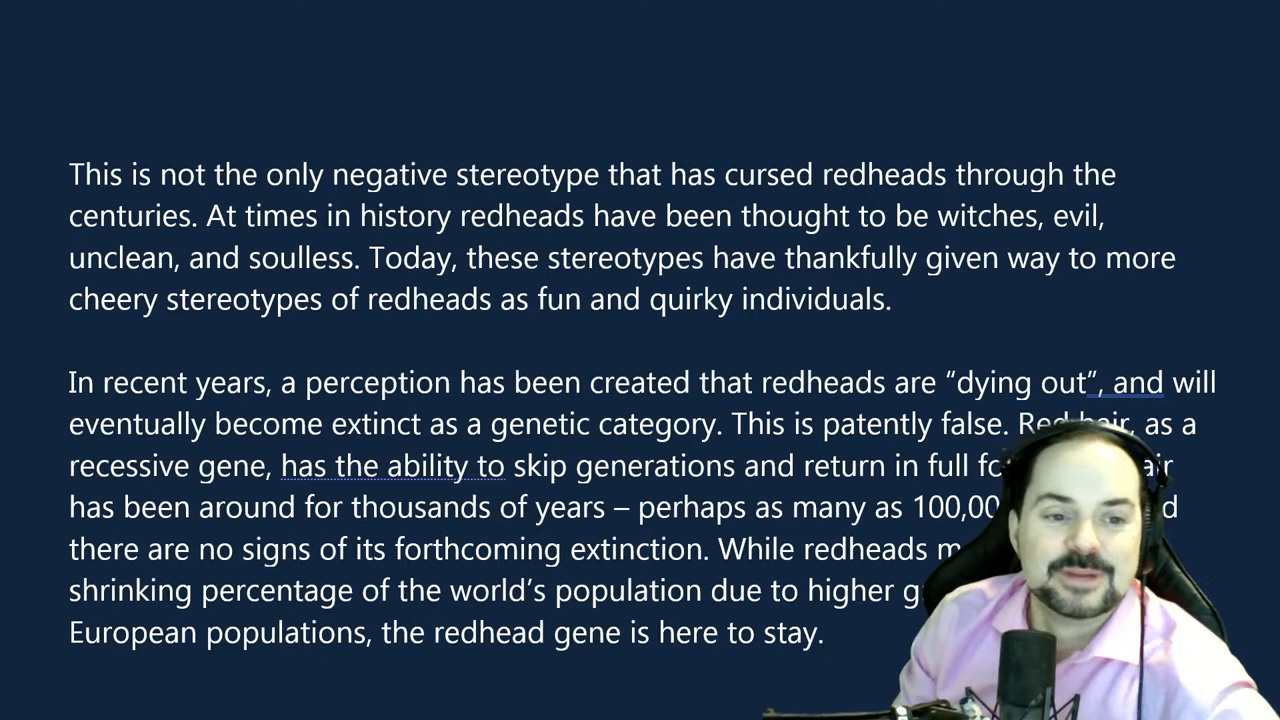 This is not the only negative stereotype that has cursed redheads through the
centuries. At times in history redheads have been thought to be witches, evil,
unclean, and soulless. Today, these stereotypes have thankfully given way to more
cheery stereotypes of redheads as fun and quirky individuals.
In recent years, a perception has been created that redheads are “dying out”, and will
eventually become extinct as a genetic category. This is patently false. Red hair, as a
recessive gene, has the ability to skip generations and return in full
has been around for thousands of years – perhaps as many as
there are no signs of its forthcoming extinction. While redheads
shrinking percentage of the world’s population due to higher
European populations, the redhead gene is here to stay.